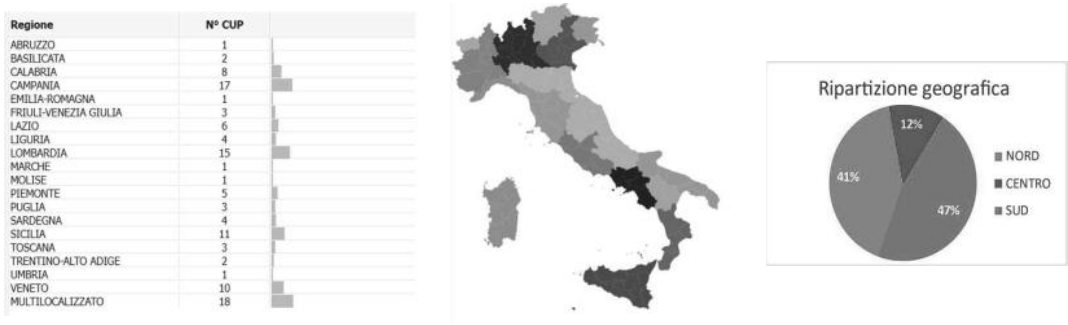 Regione N° CUP
ABRUZZO 1
BASILICATA 2
CALABRIA 8
CAMPANIA 17
EMILIA-ROMAGNA 1
FRIULI-VENEZIA GIULIA 3
LAZIO 6
LIGURIA 4
LOMBARDIA 15
MARCHE 1
MOLISE 1
PIEMONTE 5
PUGLIA 3
SARDEGNA 4
SICILIA 11
TOSCANA 3
TRENTINO-ALTO ADIGE 2
UMBRIA 1
VENETO 10
MULTILOCALIZZATO 18
Ripartizione geografica
12%
41%
47%
NORD
CENTRO
SUD